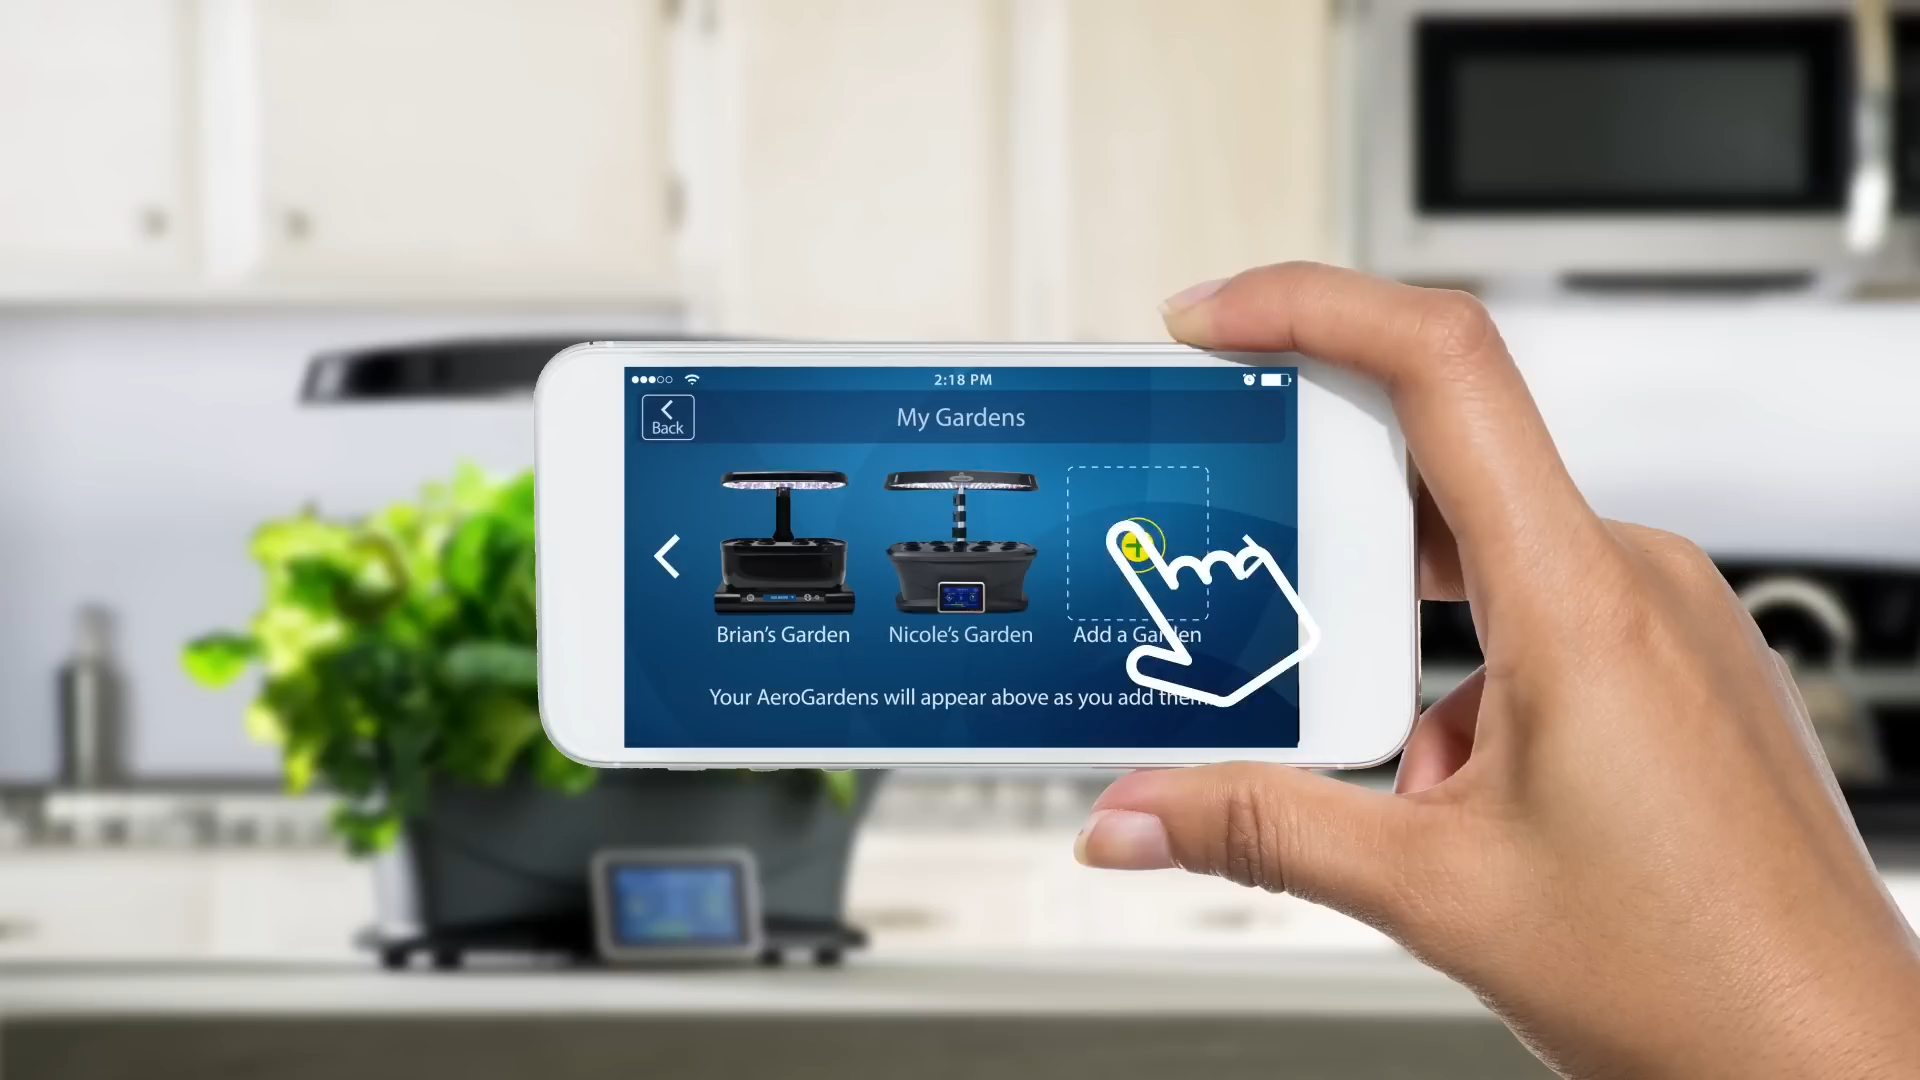 2:18 PM
Back
My Gardens
Brian's Garden
Nicole's Garden
Add a Garden
Your AeroGardens will appear above as you add them